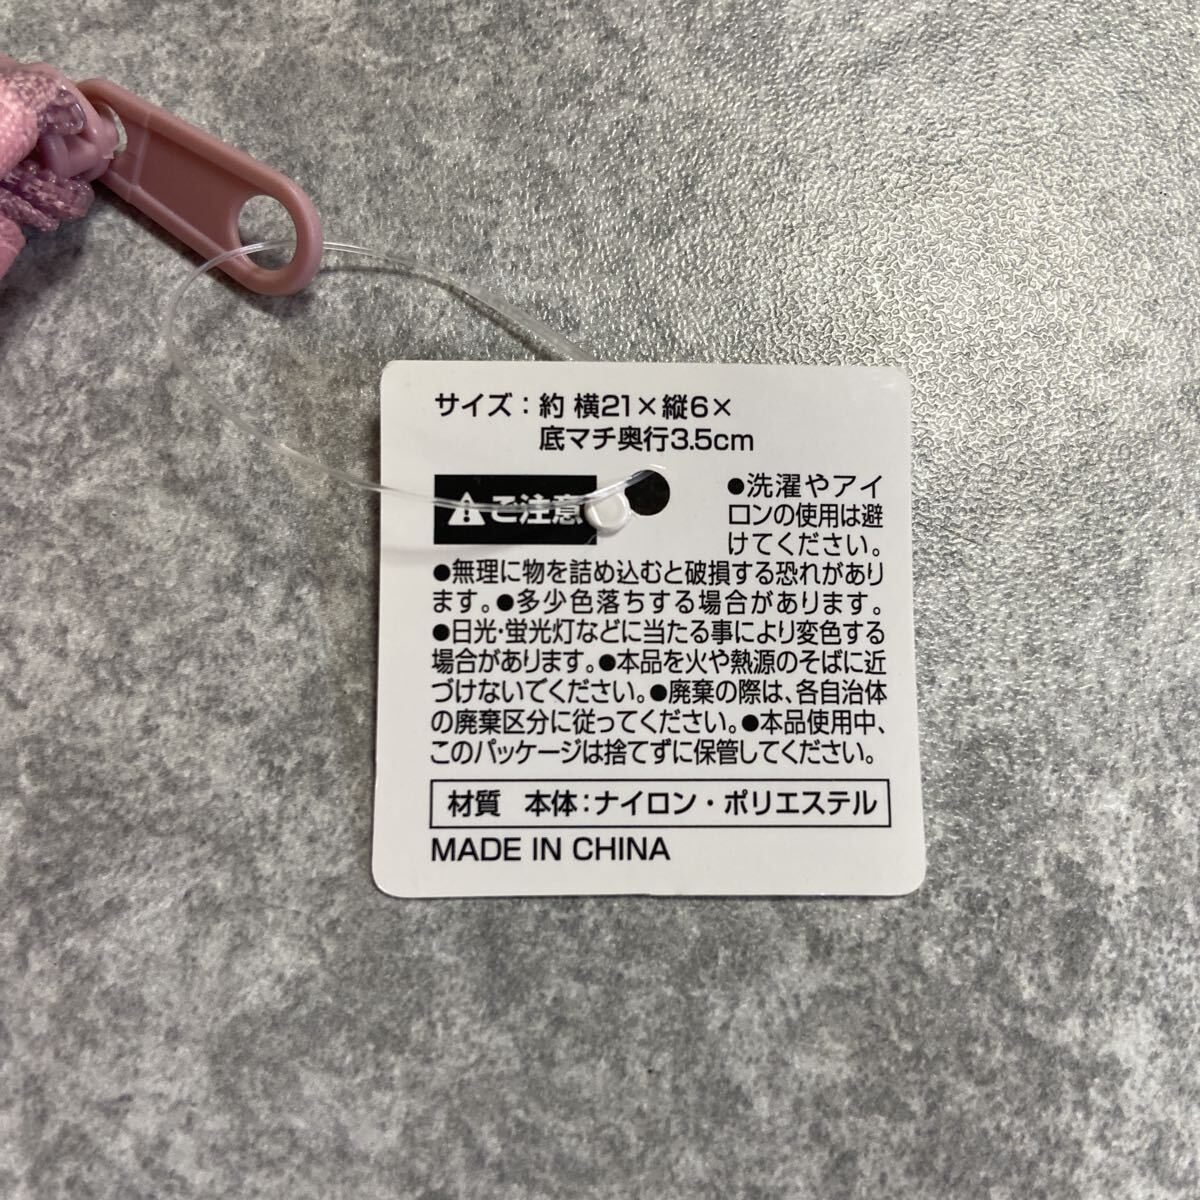 サイズ：約 横21×縦6×
底マチ奥行3.5cm
⚠ご注意
●洗濯やアイ
ロンの使用は避
けてください。
●無理に物を詰め込むと破損する恐れがあり
ます。●多少色落ちする場合があります。
●日光・蛍光灯などに当たる事により変色する
場合があります。●本品を火や熱源のそばに近
づけないでください。●廃棄の際は、各自治体
の廃棄区分に従ってください。●本品使用中、
このパッケージは捨てずに保管してください。
材質　本体：ナイロン・ポリエステル
MADE IN CHINA